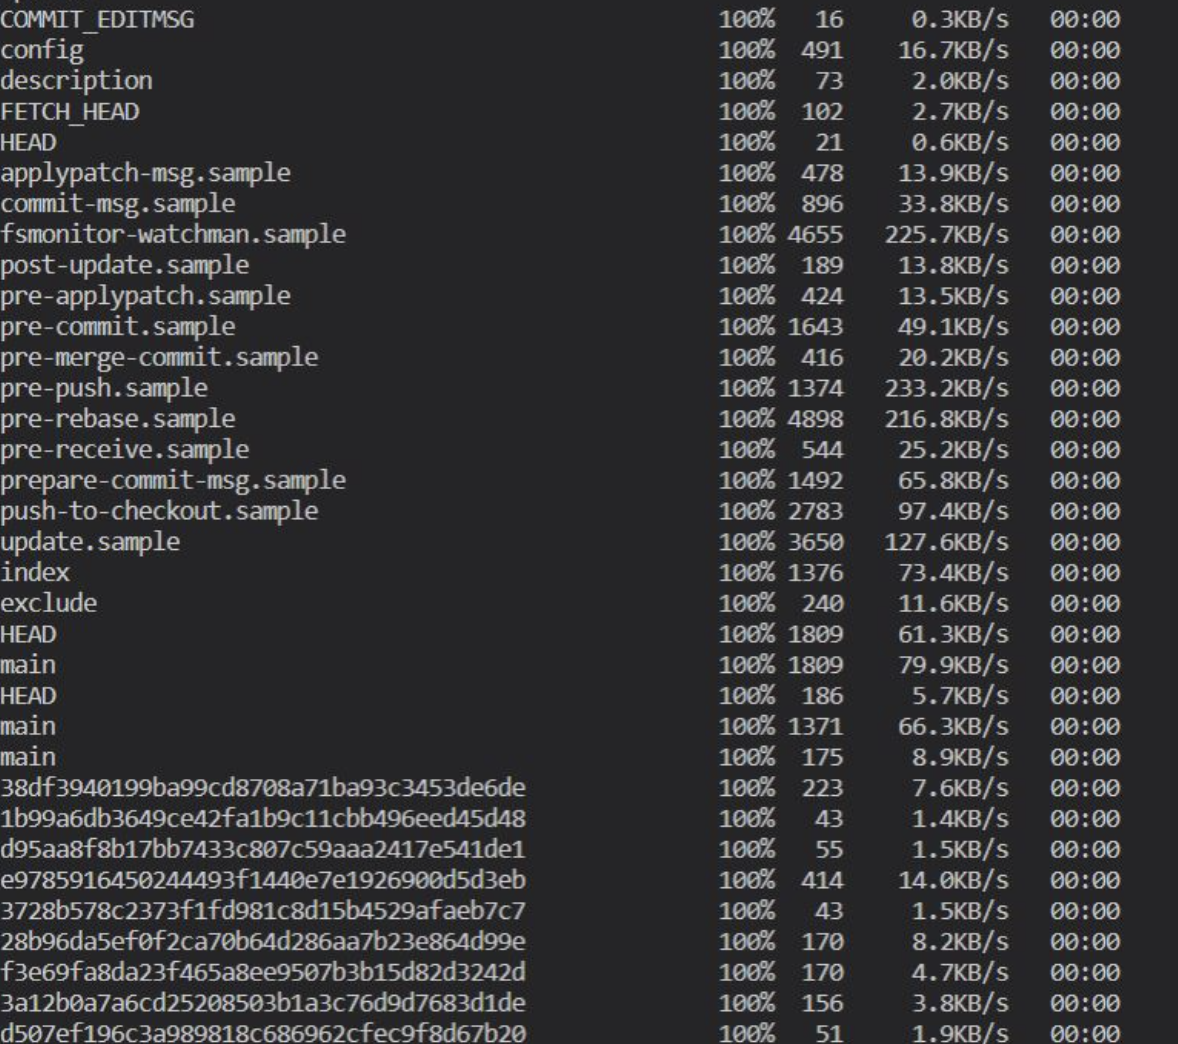 COMMIT_EDITMSG 100% 16 0.3KB/s 00:00
config 100% 491 16.7KB/s 00:00
description 100% 73 2.0KB/s 00:00
FETCH_HEAD 100% 102 2.7KB/s 00:00
HEAD 100% 21 0.6KB/s 00:00
applypatch-msg.sample 100% 478 13.9KB/s 00:00
commit-msg.sample 100% 896 33.8KB/s 00:00
fsmonitor-watchman.sample 100% 4655 225.7KB/s 00:00
post-update.sample 100% 189 13.8KB/s 00:00
pre-applypatch.sample 100% 424 13.5KB/s 00:00
pre-commit.sample 100% 1643 49.1KB/s 00:00
pre-merge-commit.sample 100% 416 20.2KB/s 00:00
pre-push.sample 100% 1374 233.2KB/s 00:00
pre-rebase.sample 100% 4898 216.8KB/s 00:00
pre-receive.sample 100% 544 25.2KB/s 00:00
prepare-commit-msg.sample 100% 1492 65.8KB/s 00:00
push-to-checkout.sample 100% 2783 97.4KB/s 00:00
update.sample 100% 3650 127.6KB/s 00:00
index 100% 1376 73.4KB/s 00:00
exclude 100% 240 11.6KB/s 00:00
HEAD 100% 1809 61.3KB/s 00:00
main 100% 1809 79.9KB/s 00:00
HEAD 100% 186 5.7KB/s 00:00
main 100% 1371 66.3KB/s 00:00
main 100% 175 8.9KB/s 00:00
38df3940199ba99cd8708a71ba93c3453de6de 100% 223 7.6KB/s 00:00
1b99a6db3649ce42fa1b9c11cbb496eed45d48 100% 43 1.4KB/s 00:00
d95aa8f8b17bb7433c807c59aaa2417e541de1 100% 55 1.5KB/s 00:00
e9785916450244493f1440e7e1926900d5d3eb 100% 414 14.0KB/s 00:00
3728b578c2373f1fd981c8d15b4529afaeb7c7 100% 43 1.5KB/s 00:00
28b96da5ef0f2ca70b64d286aa7b23e864d99e 100% 170 8.2KB/s 00:00
f3e69fa8da23f465a8ee9507b3b15d82d3242d 100% 170 4.7KB/s 00:00
3a12b0a7a6cd25208503b1a3c76d9d7683d1de 100% 156 3.8KB/s 00:00
d507ef196c3a989818c686962cfec9f8d67b20 100% 51 1.9KB/s 00:00